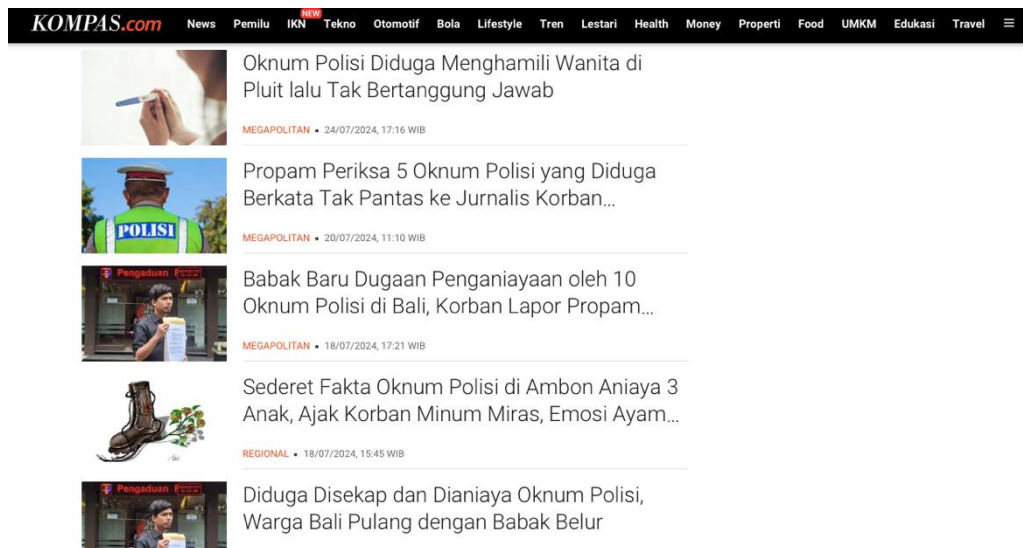 KOMPAS.com News Pemilu IKN NEW Tekno Otomotif Bola Lifestyle Tren Lestari Health Money Properti Food UMKM Edukasi Travel
Oknum Polisi Diduga Menghamili Wanita di
Pluit lalu Tak Bertanggung Jawab
MEGAPOLITAN • 24/07/2024, 17:16 WIB
POLISI
Propam Periksa 5 Oknum Polisi yang Diduga
Berkata Tak Pantas ke Jurnalis Korban...
MEGAPOLITAN • 20/07/2024, 11:10 WIB
Pengaduan
Babak Baru Dugaan Penganiayaan oleh 10
Oknum Polisi di Bali, Korban Lapor Propam...
MEGAPOLITAN • 18/07/2024, 17:21 WIB
Sederet Fakta Oknum Polisi di Ambon Aniaya 3
Anak, Ajak Korban Minum Miras, Emosi Ayam...
REGIONAL • 18/07/2024, 15:45 WIB
Pengaduan
Diduga Disekap dan Dianiaya Oknum Polisi,
Warga Bali Pulang dengan Babak Belur